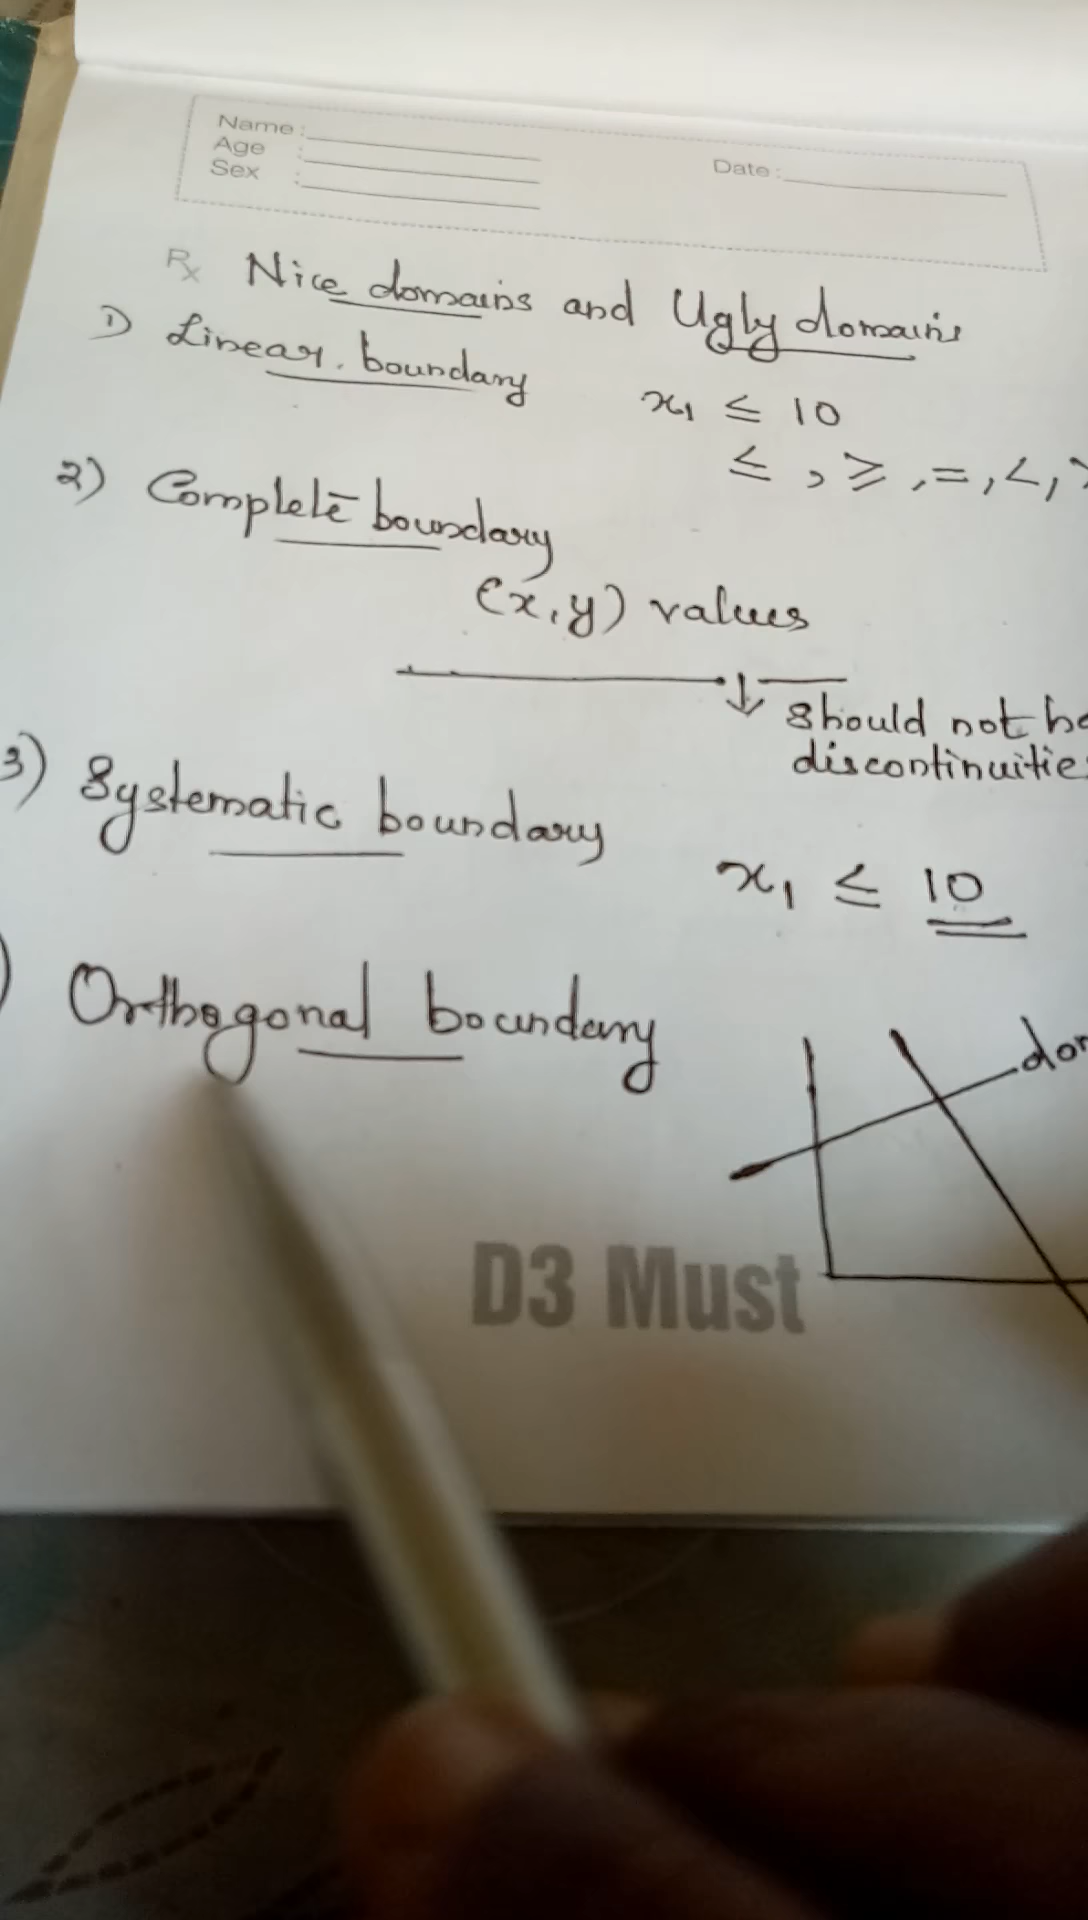 Name :
Age :
Sex :
Date :
Rx Nice domains and Ugly domains
1) Linear boundary
x1 ≤ 10
≤ , ≥ , = , < , >
2) Complete boundary
(x, y) values
should not
discontinuitie
3) Systematic boundary
x1 ≤ 10
) Orthogonal boundary
D3 Must